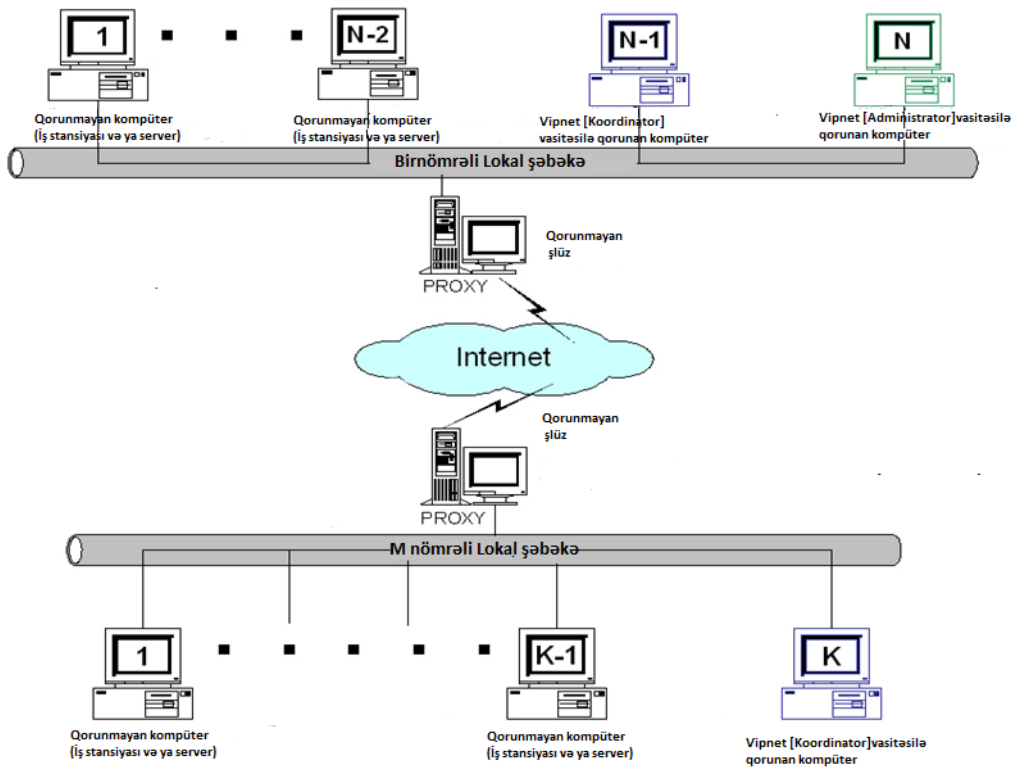 1
N-2
N-1
N
Qorunmayan kompüter
(İş stansiyası və ya server)
Qorunmayan kompüter
(İş stansiyası və ya server)
Vipnet [Koordinator]
vasitəsilə qorunan kompüter
Vipnet [Administrator]vasitəsilə
qorunan kompüter
Birnömrəli Lokal şəbəkə
Qorunmayan
şlüz
PROXY
Internet
Qorunmayan
şlüz
PROXY
M nömrəli Lokal şəbəkə
1
K-1
K
Qorunmayan kompüter
(İş stansiyası və ya server)
Qorunmayan kompüter
(İş stansiyası və ya server)
Vipnet [Koordinator]vasitəsilə
qorunan kompüter